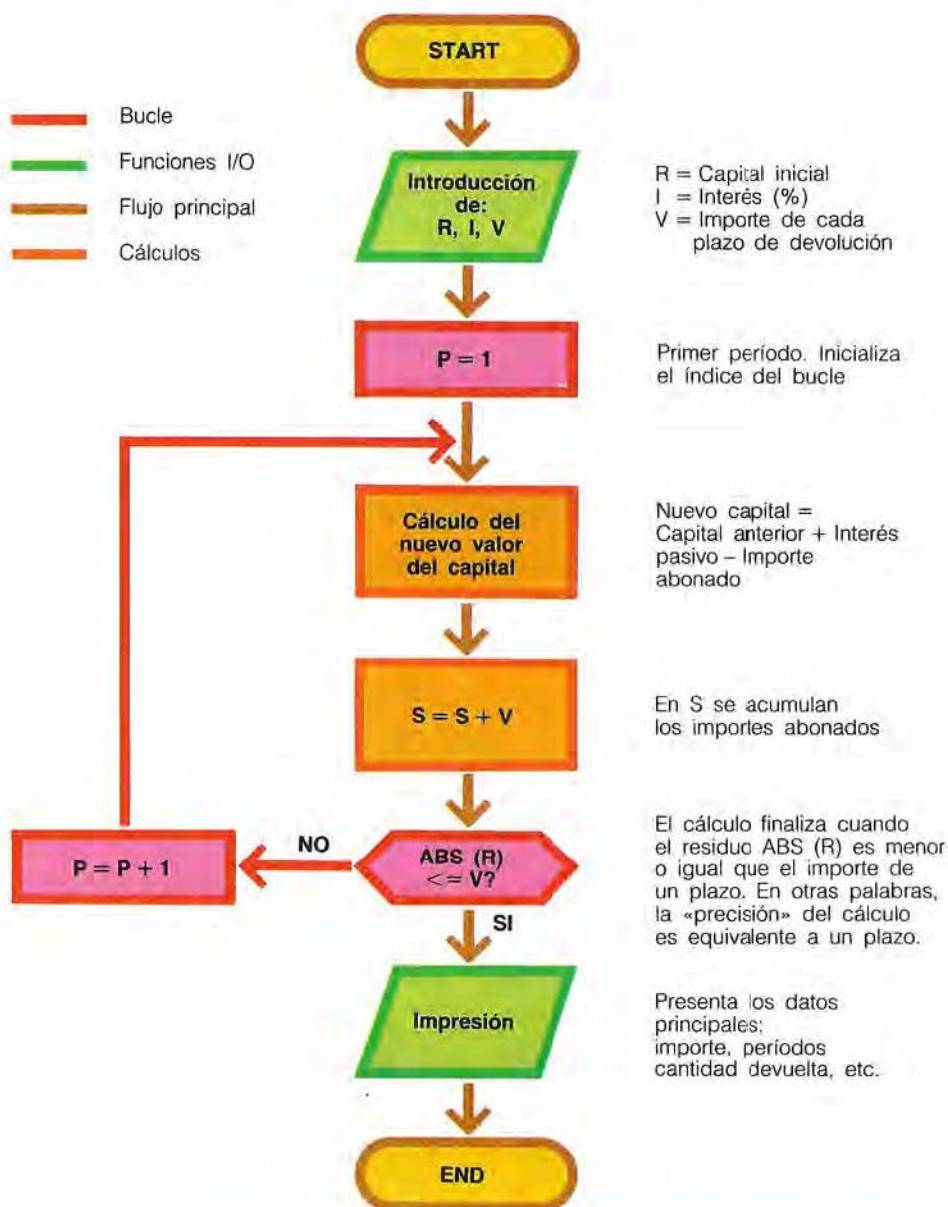 START
Bucle
Funciones I/O
Flujo principal
Cálculos
Introducción
de:
R, I, V
R = Capital inicial
I = Interés (%)
V = Importe de cada
plazo de devolución
P = 1
Primer período. Inicializa
el índice del bucle
Cálculo del
nuevo valor
del capital
Nuevo capital =
Capital anterior + Interés
pasivo – Importe
abonado
S = S + V
En S se acumulan
los importes abonados
P = P + 1
NO
ABS (R)
<= V?
SI
El cálculo finaliza cuando
el residuo ABS (R) es menor
o igual que el importe de
un plazo. En otras palabras,
la «precisión» del cálculo
es equivalente a un plazo.
Impresión
Presenta los datos
principales:
importe, períodos
cantidad devuelta, etc.
END